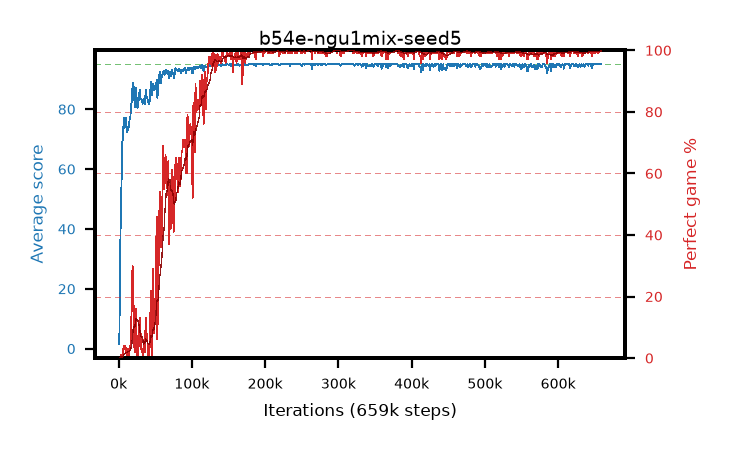 b54e-ngu1mix-seed5
100
80
80
60
60
40
40
20
20
0
0
Average score
Perfect game %
0k 100k 200k 300k 400k 500k 600k
Iterations (659k steps)